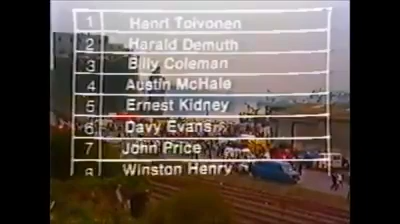 1 Henri Toivonen
2 Harald Demuth
3 Billy Coleman
4 Austin McHale
5 Ernest Kidney
6 Davy Evans
7 John Price
8 Winston Henry